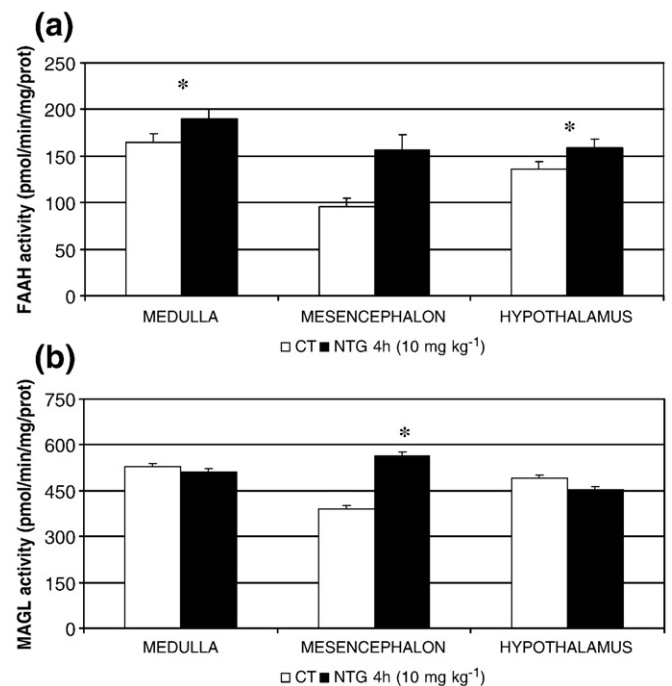 (a)
FAAH activity (pmol/min/mg/prot)
250
200
150
100
50
0
*
*
MEDULLA MESENCEPHALON HYPOTHALAMUS
□ CT ■ NTG 4h (10 mg kg⁻¹)
(b)
MAGL activity (pmol/min/mg/prot)
750
600
450
300
150
0
*
MEDULLA MESENCEPHALON HYPOTHALAMUS
□ CT ■ NTG 4h (10 mg kg⁻¹)